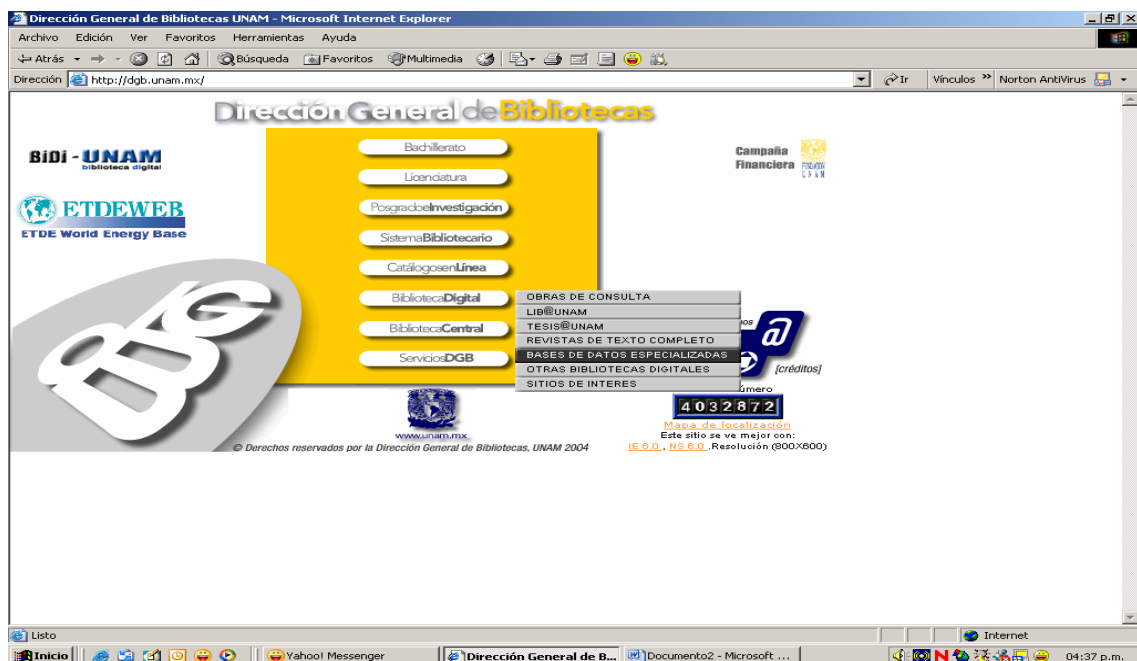 Dirección General de Bibliotecas UNAM - Microsoft Internet Explorer
Archivo Edición Ver Favoritos Herramientas Ayuda
Atrás Búsqueda Favoritos Multimedia
Dirección http://dgb.unam.mx/ Ir Vínculos » Norton AntiVirus
Dirección General de Bibliotecas
BiDi - UNAM
biblioteca digital
ETDEWEB
ETDE World Energy Base
Bachillerato
Licenciatura
PosgradoeInvestigación
SistemaBibliotecario
CatálogosenLínea
BibliotecaDigital
BibliotecaCentral
ServiciosDGB
OBRAS DE CONSULTA
LIB@UNAM
TESIS@UNAM
REVISTAS DE TEXTO COMPLETO
BASES DE DATOS ESPECIALIZADAS
OTRAS BIBLIOTECAS DIGITALES
SITIOS DE INTERES
Campaña
Financiera
FUNDACIÓN
UNAM
DGB
@
[créditos]
4032872
Mapa de localización
Este sitio se ve mejor con:
IE 6.0 , NS 6.0 .Resolución (800X600)
www.unam.mx
© Derechos reservados por la Dirección General de Bibliotecas, UNAM 2004
Listo Internet
Inicio Yahoo! Messenger Dirección General de B... Documento2 - Microsoft ... 04:37 p.m.